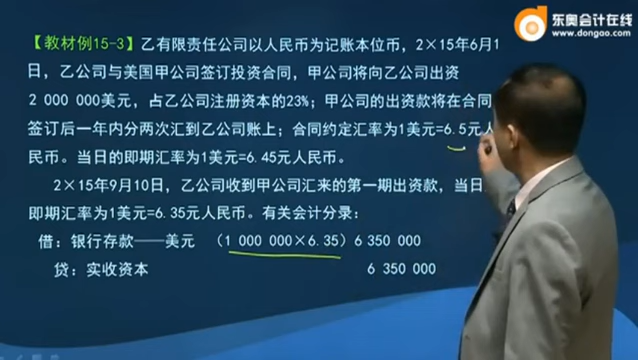 东奥会计在线
www.dongao.com
【教材例15-3】乙有限责任公司以人民币为记账本位币，2×15年6月1
日，乙公司与美国甲公司签订投资合同，甲公司将向乙公司出资
2 000 000美元，占乙公司注册资本的23%；甲公司的出资款将在合同
签订后一年内分两次汇到乙公司账上；合同约定汇率为1美元=6.5元人
民币。当日的即期汇率为1美元=6.45元人民币。
2×15年9月10日，乙公司收到甲公司汇来的第一期出资款，当日
即期汇率为1美元=6.35元人民币。有关会计分录：
借：银行存款——美元 （1 000 000×6.35）6 350 000
贷：实收资本 6 350 000